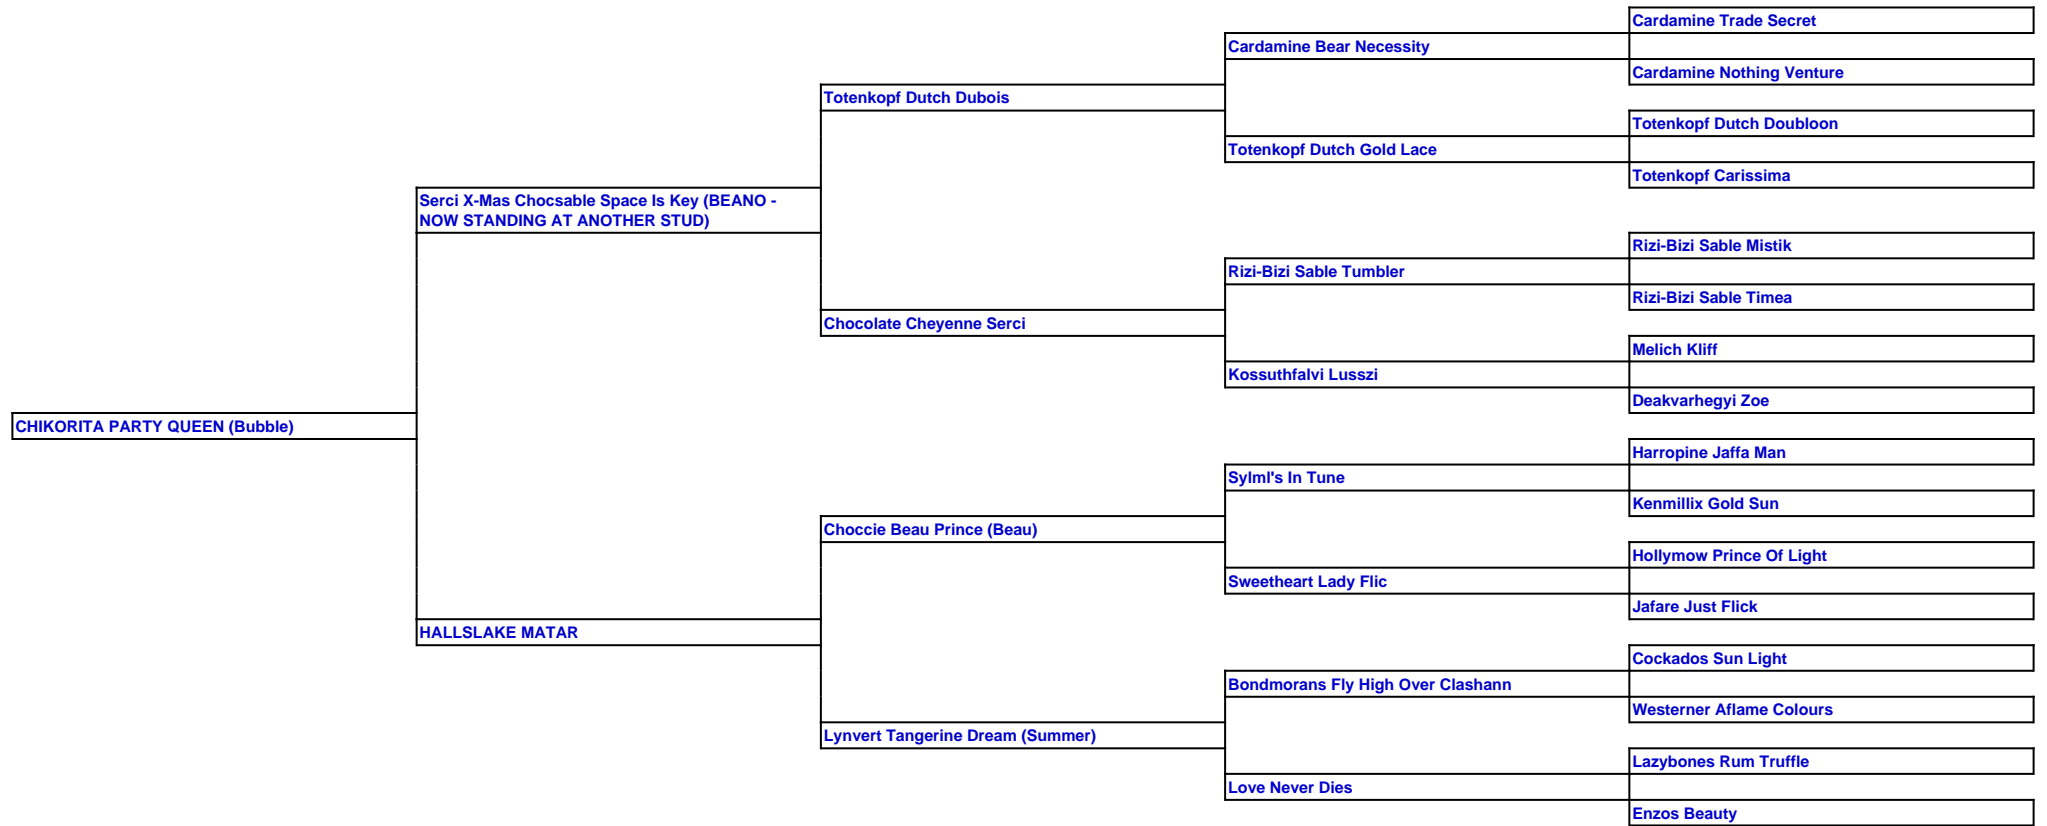 Cardamine Trade Secret
Cardamine Bear Necessity
Cardamine Nothing Venture
Totenkopf Dutch Dubois
Totenkopf Dutch Doubloon
Totenkopf Dutch Gold Lace
Totenkopf Carissima
Serci X-Mas Chocsable Space Is Key (BEANO -
NOW STANDING AT ANOTHER STUD)
Rizi-Bizi Sable Mistik
Rizi-Bizi Sable Tumbler
Rizi-Bizi Sable Timea
Chocolate Cheyenne Serci
Melich Kliff
Kossuthfalvi Lusszi
Deakvarhegyi Zoe
CHIKORITA PARTY QUEEN (Bubble)
Harropine Jaffa Man
Sylml's In Tune
Kenmillix Gold Sun
Choccie Beau Prince (Beau)
Hollymow Prince Of Light
Sweetheart Lady Flic
Jafare Just Flick
HALLSLAKE MATAR
Cockados Sun Light
Bondmorans Fly High Over Clashann
Westerner Aflame Colours
Lynvert Tangerine Dream (Summer)
Lazybones Rum Truffle
Love Never Dies
Enzos Beauty